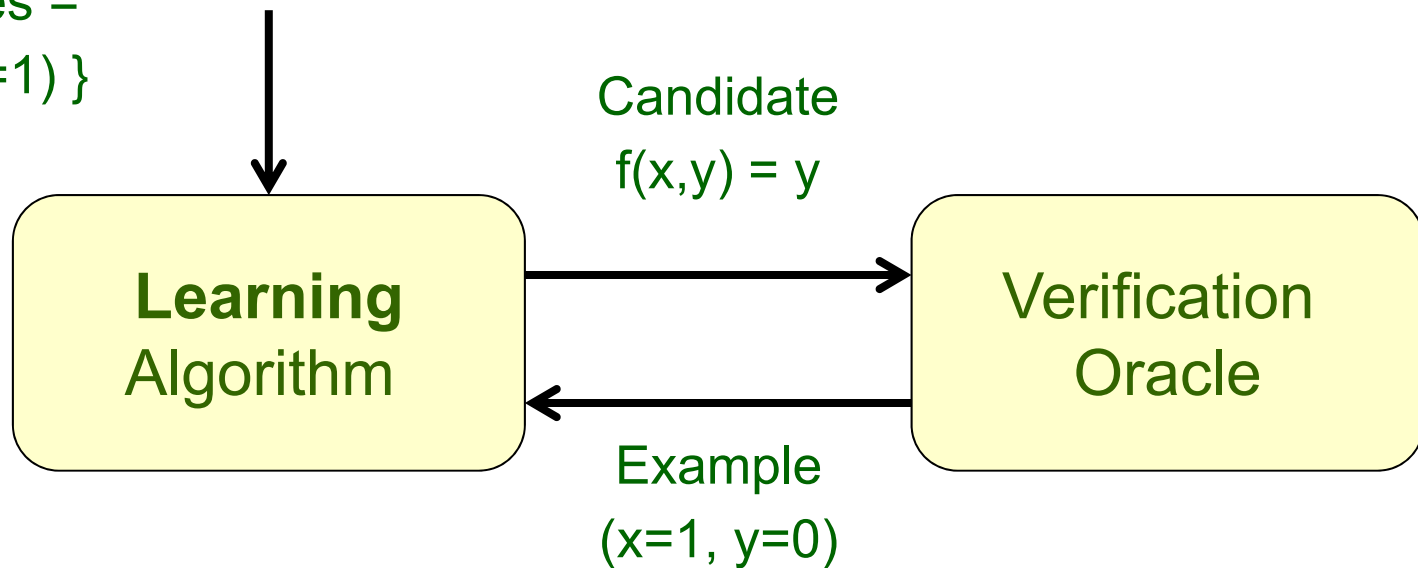 =1) }
Candidate
f(x,y) = y
Learning
Algorithm
Verification
Oracle
Example
(x=1, y=0)